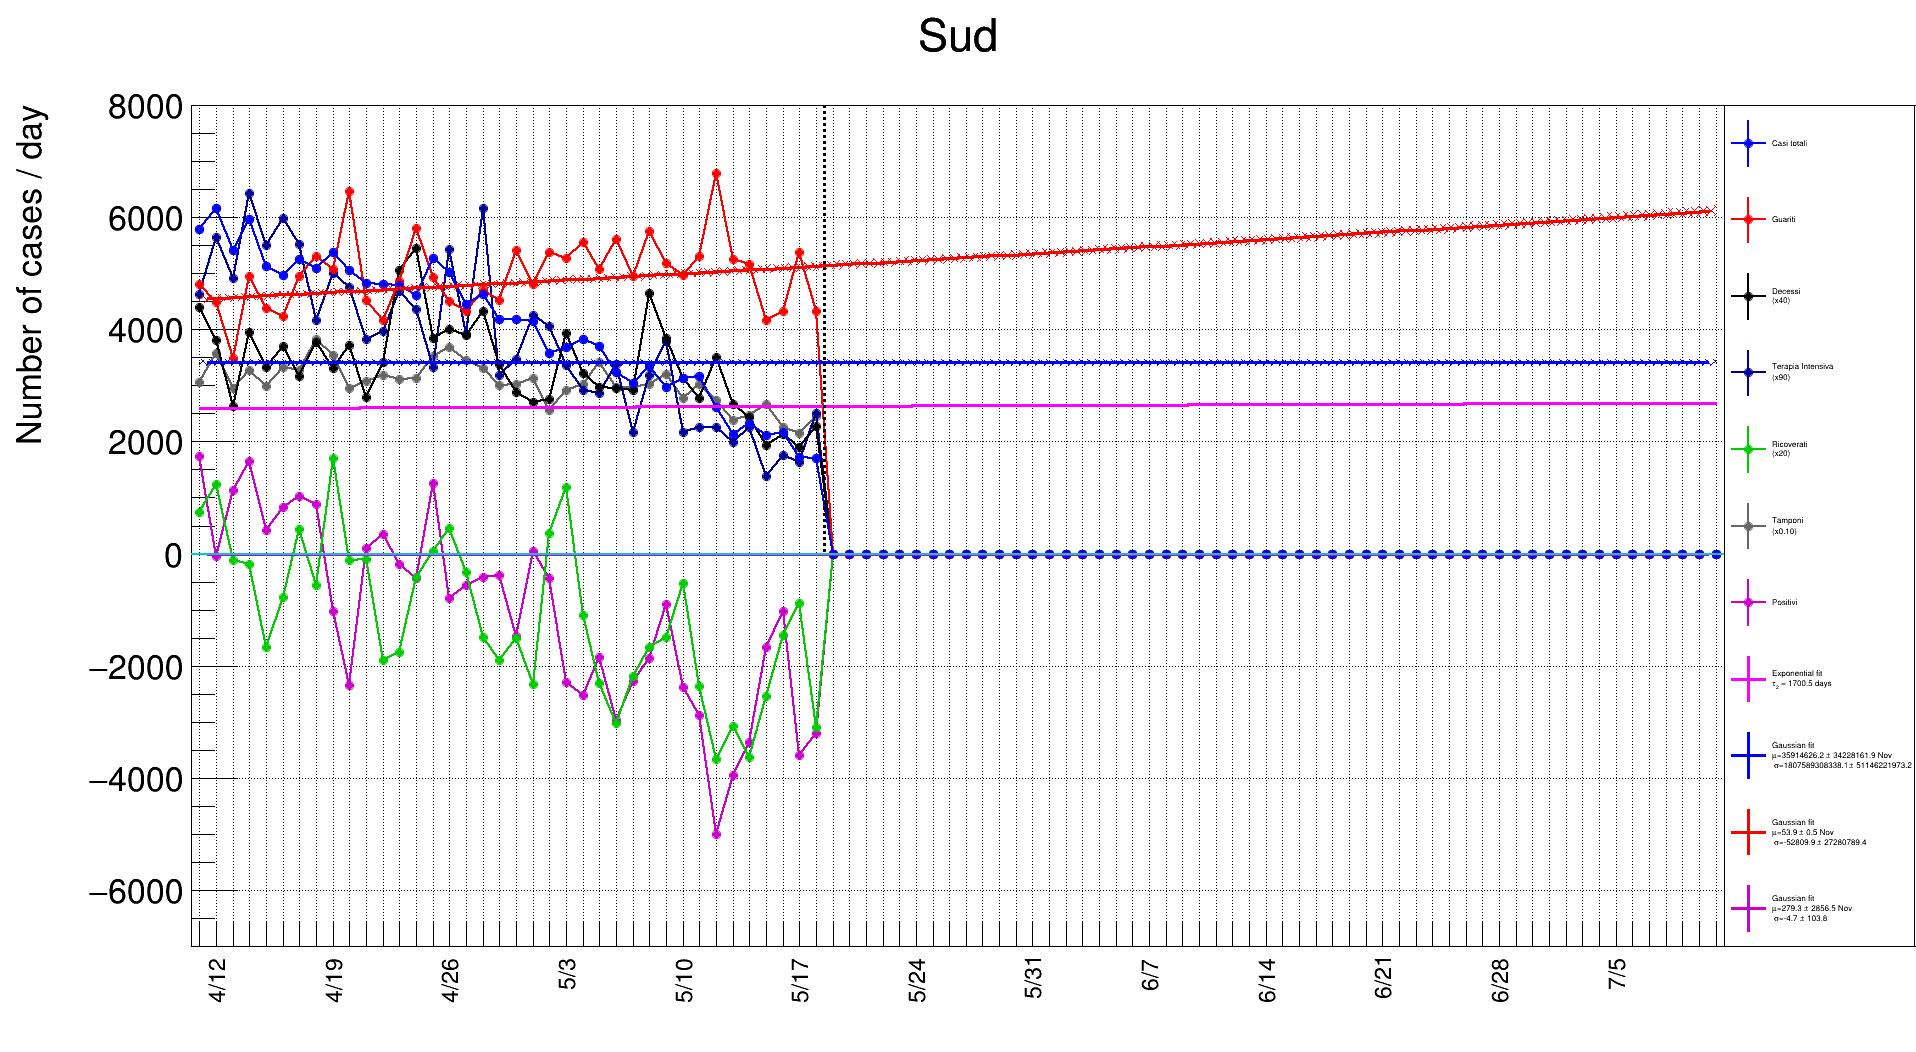 Sud
Number of cases / day
8000
6000
4000
2000
0
−2000
−4000
−6000
4/12
4/19
4/26
5/3
5/10
5/17
5/24
5/31
6/7
6/14
6/21
6/28
7/5
Casi totali
Guariti
Decessi
(x40)
Terapia Intensiva
(x90)
Ricoverati
(x20)
Tamponi
(x0.10)
Positivi
Exponential fit
τ₂ = 1700.5 days
Gaussian fit
μ=35914626.2 ± 34228161.9 Nov
σ=1807589308338.1 ± 51146221973.2
Gaussian fit
μ=53.9 ± 0.5 Nov
σ=-52809.9 ± 27280789.4
Gaussian fit
μ=279.3 ± 2856.5 Nov
σ=-4.7 ± 103.8